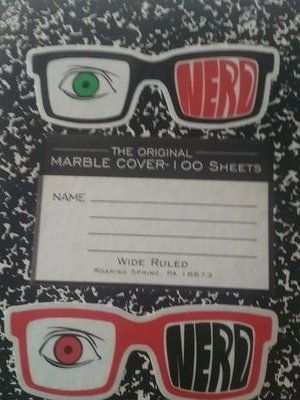 NERD
THE ORIGINAL
MARBLE COVER-100 SHEETS
NAME
WIDE RULED
ROARING SPRING, PA 16673
NERD